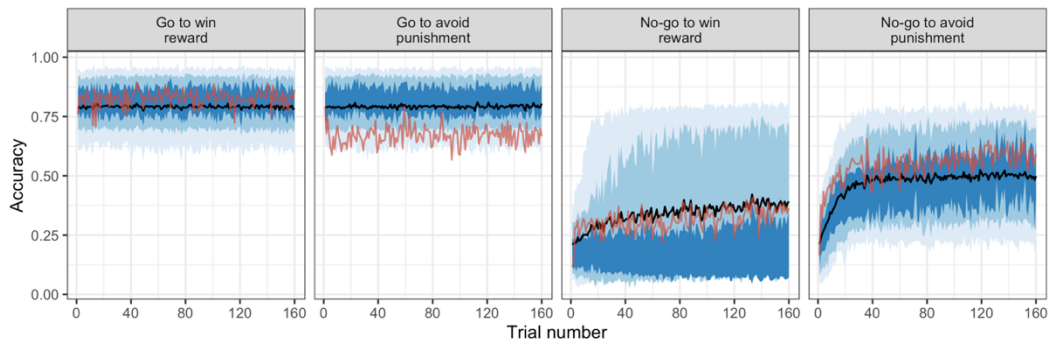 Go to win
reward
Go to avoid
punishment
No-go to win
reward
No-go to avoid
punishment
Accuracy
1.00
0.75
0.50
0.25
0.00
0 40 80 120 160 0 40 80 120 160 0 40 80 120 160 0 40 80 120 160
Trial number